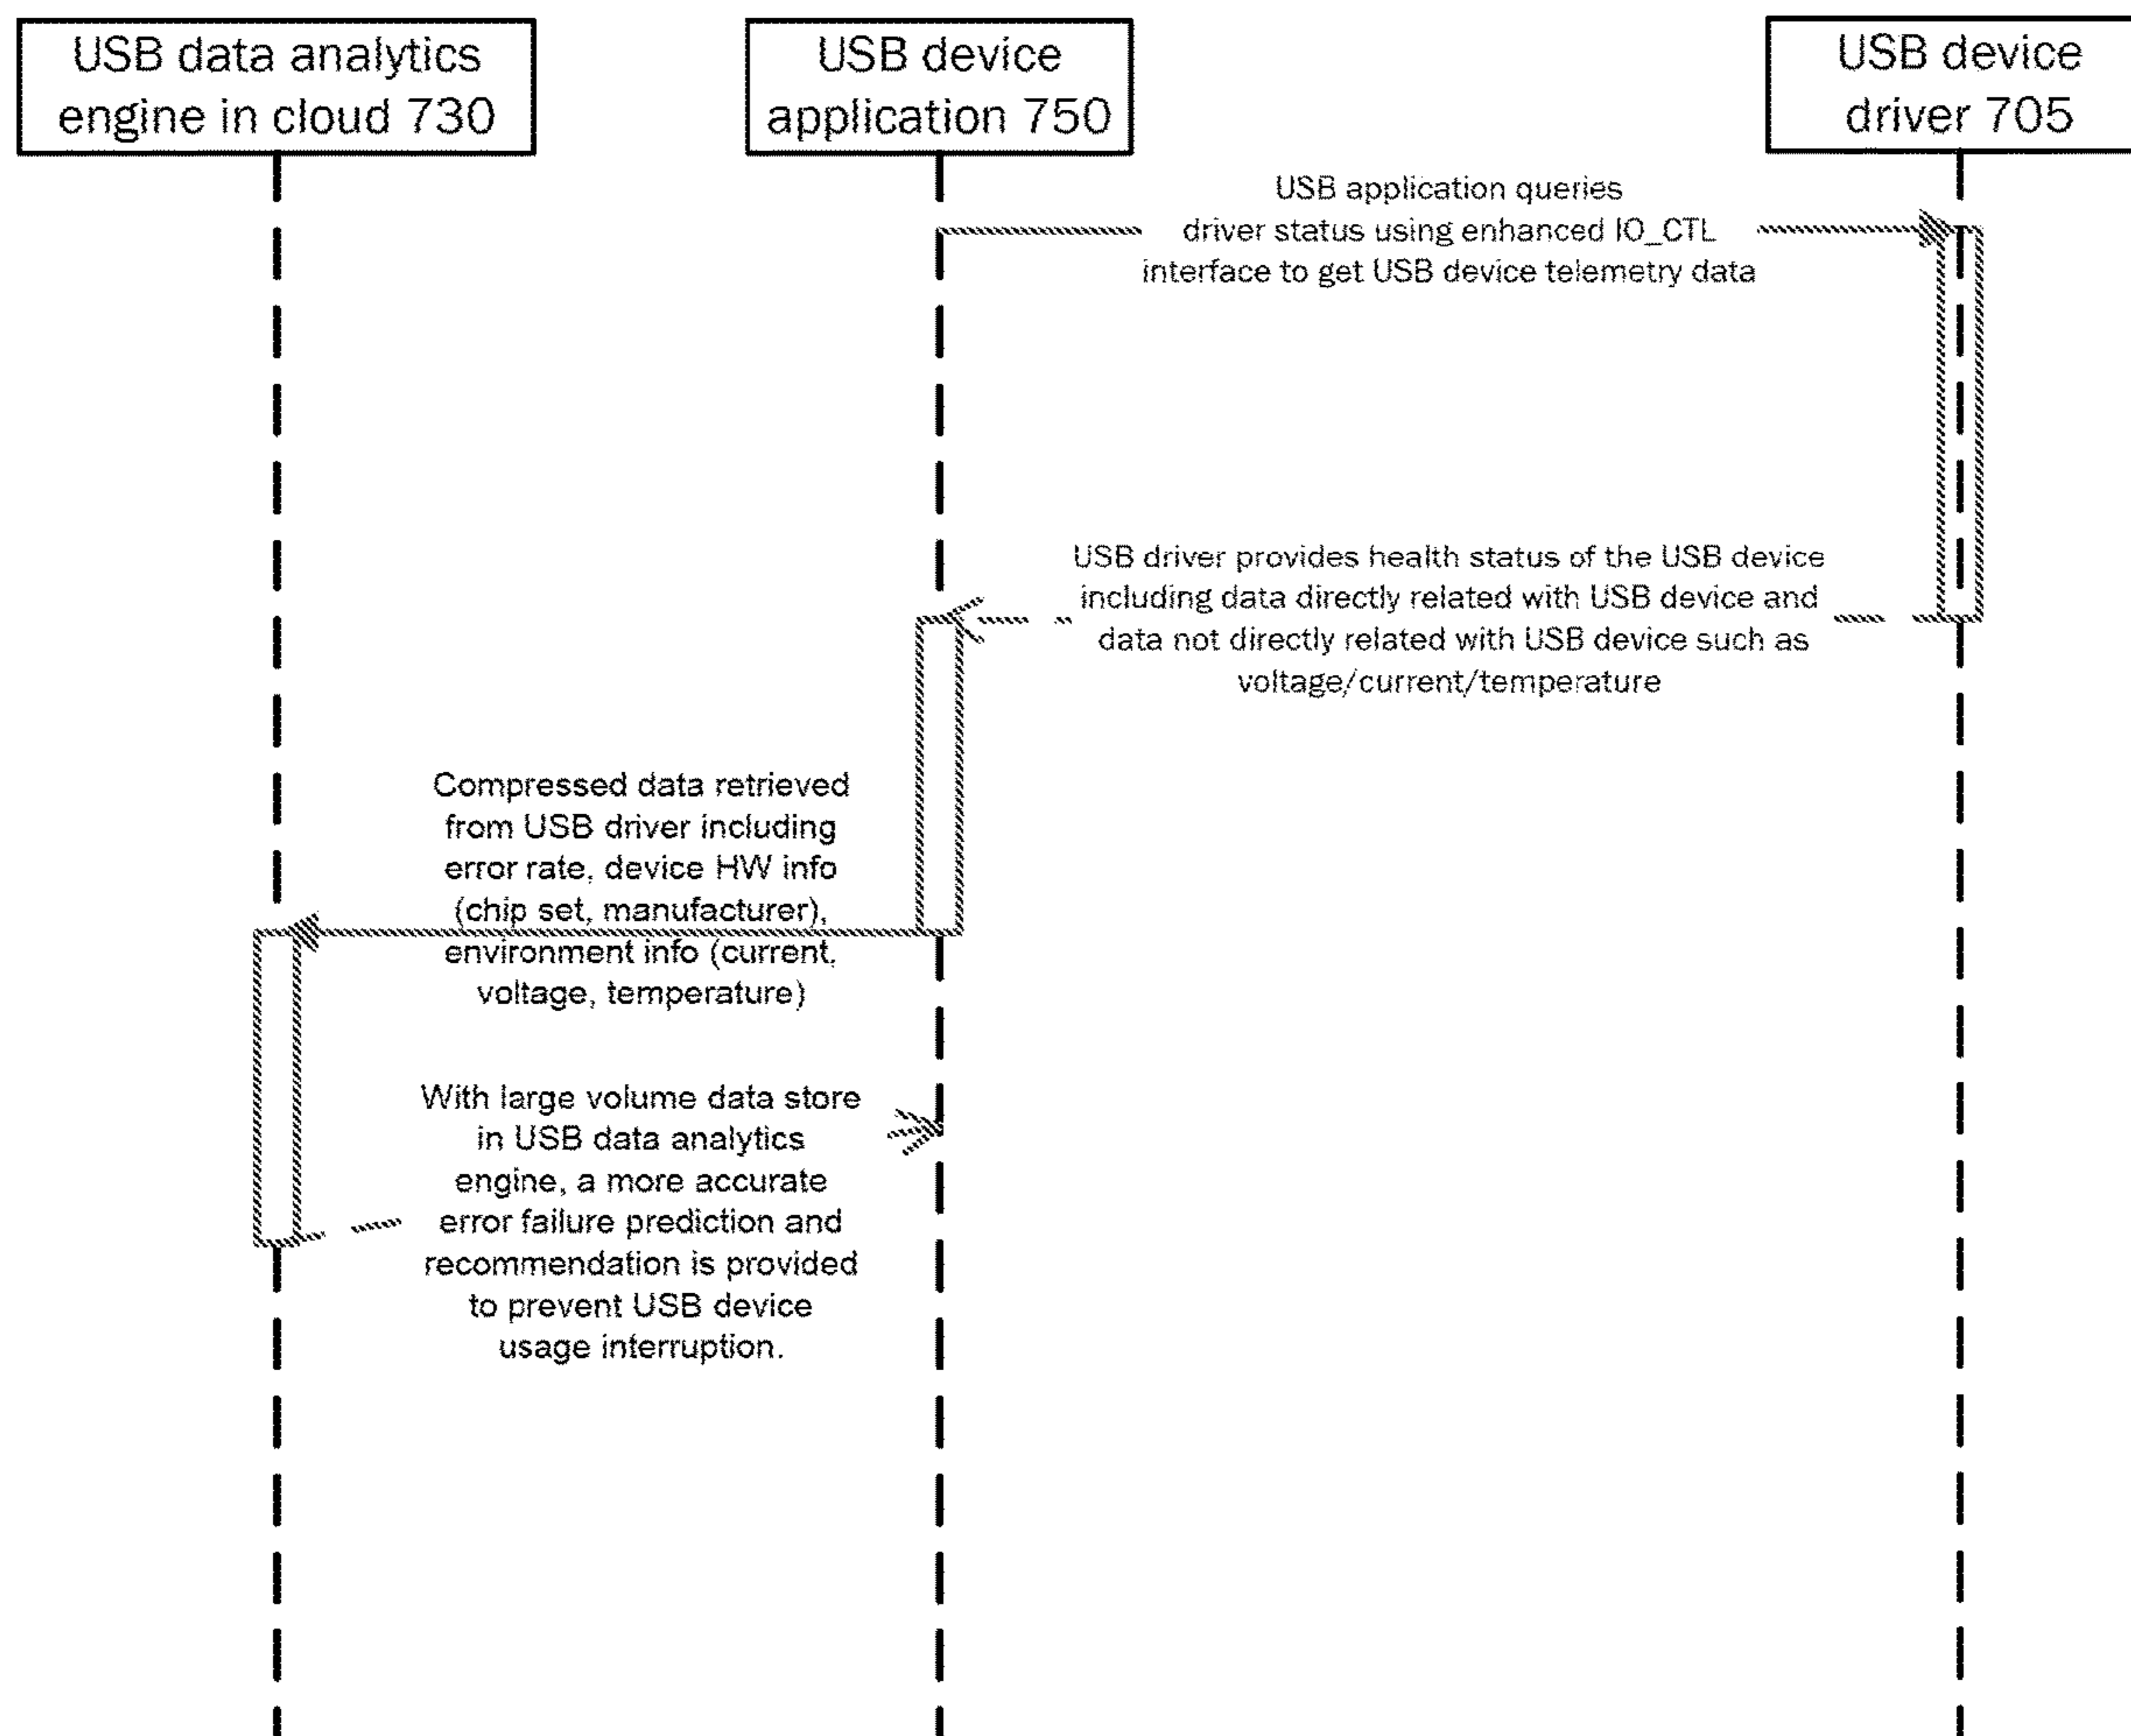 USB data analytics
engine in cloud 730
USB device
application 750
USB device
driver 705
USB application queries
driver status using enhanced IO_CTL
interface to get USB device telemetry data
USB driver provides health status of the USB device
including data directly related with USB device and
data not directly related with USB device such as
voltage/current/temperature
Compressed data retrieved
from USB driver including
error rate, device HW info
(chip set, manufacturer),
environment info (current,
voltage, temperature)
With large volume data store
in USB data analytics
engine, a more accurate
error failure prediction and
recommendation is provided
to prevent USB device
usage interruption.